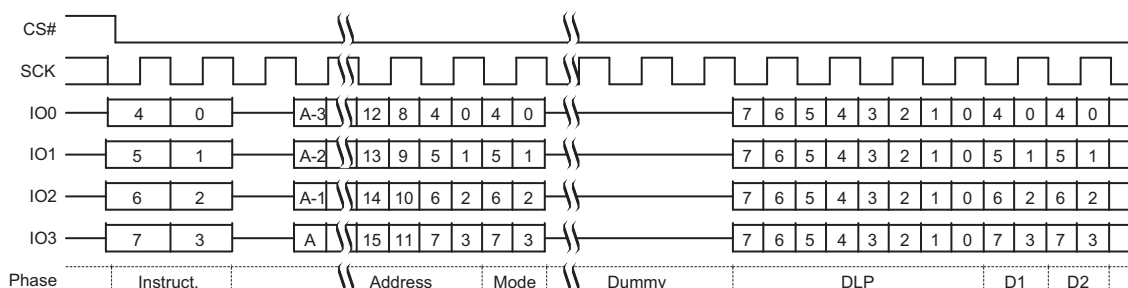 CS#
SCK
IO0 4 0 A-3 12 8 4 0 4 0 7 6 5 4 3 2 1 0 4 0 4 0
IO1 5 1 A-2 13 9 5 1 5 1 7 6 5 4 3 2 1 0 5 1 5 1
IO2 6 2 A-1 14 10 6 2 6 2 7 6 5 4 3 2 1 0 6 2 6 2
IO3 7 3 A 15 11 7 3 7 3 7 6 5 4 3 2 1 0 7 3 7 3
Phase Instruct. Address Mode Dummy DLP D1 D2